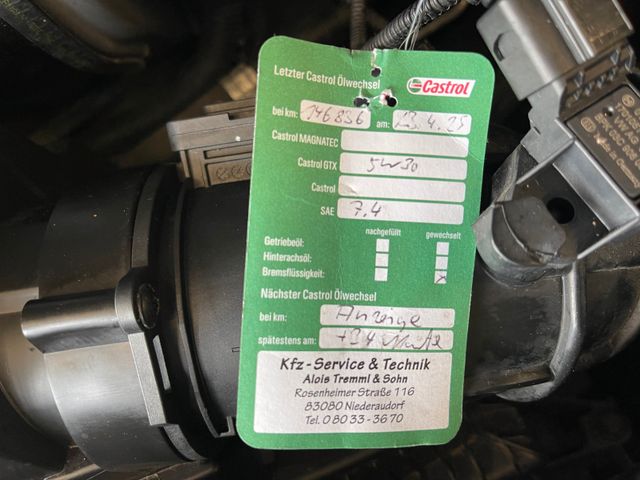 Letzter Castrol Ölwechsel
Castrol
bei km: 146836 am: 23.4.25
Castrol MAGNATEC
Castrol GTX 5W30
Castrol
SAE 7.4
nachgefüllt gewechselt
Getriebeöl:
Hinterachsöl:
Bremsflüssigkeit: x
Nächster Castrol Ölwechsel
bei km: Anzeige
spätestens am: +24
Kfz-Service & Technik
Alois Tremml & Sohn
Rosenheimer Straße 116
83080 Niederaudorf
Tel. 08033-3670